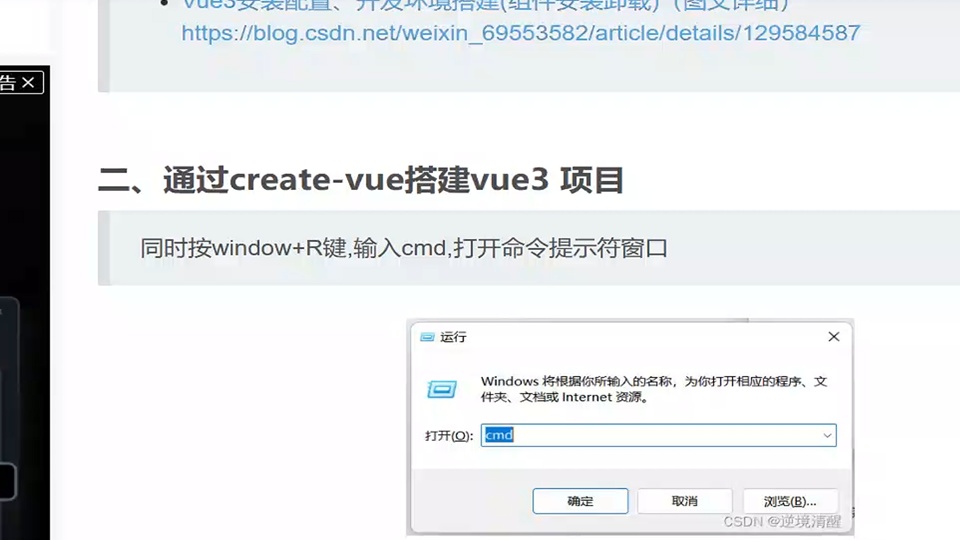 Vue3安装配置、开发环境搭建(组件安装卸载)（图文详细）
https://blog.csdn.net/weixin_69553582/article/details/129584587
告×
二、通过create-vue搭建vue3 项目
同时按window+R键,输入cmd,打开命令提示符窗口
运行
Windows 将根据你所输入的名称，为你打开相应的程序、文
件夹、文档或 Internet 资源。
打开(O): cmd
确定 取消 浏览(B)...
CSDN @逆境清醒